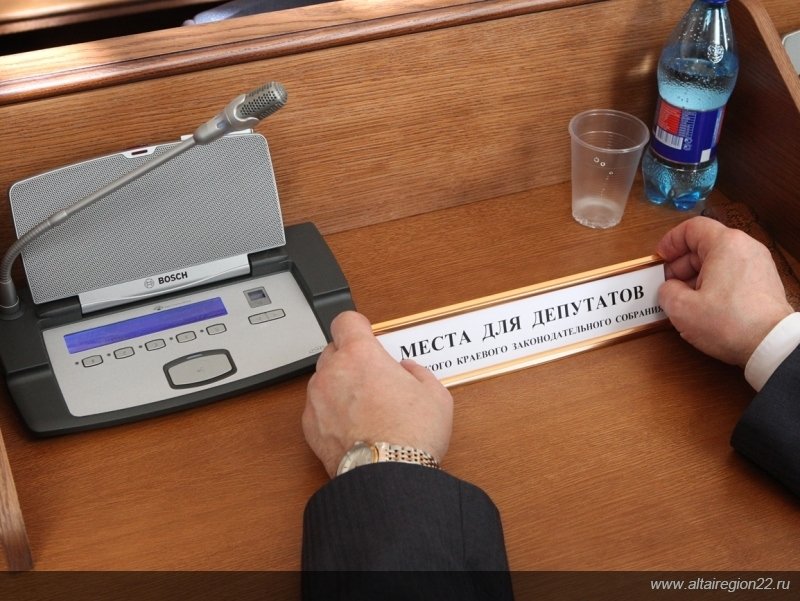 BOSCH
МЕСТА ДЛЯ ДЕПУТАТОВ
КРАЕВОГО ЗАКОНОДАТЕЛЬНОГО СОБРАНИЯ
www.altairegion22.ru